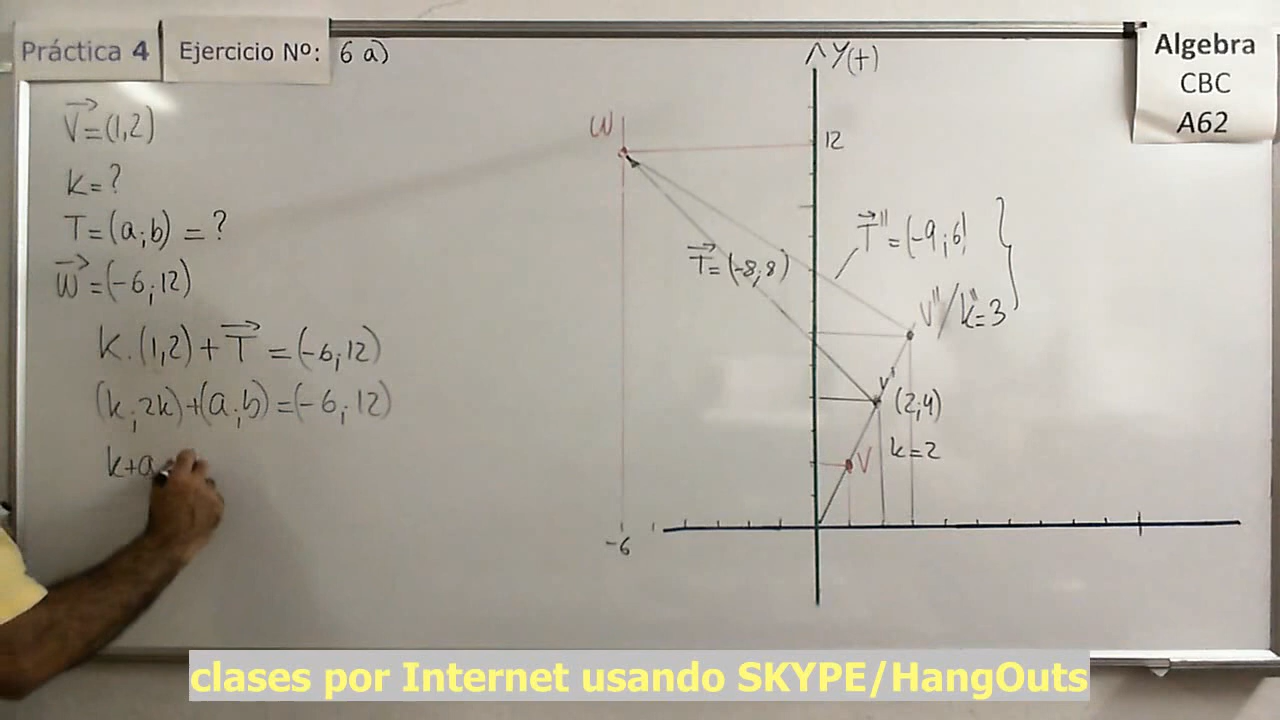 Práctica 4
Ejercicio Nº: 6 a)
Algebra
CBC
A62
V⃗=(1,2)
k=?
T=(a;b)=?
W⃗=(-6;12)
K.(1,2)+T⃗=(-6,12)
(k;2k)+(a;b)=(-6;12)
k+a
Y(+)
W
12
T⃗"=(-9;6)
T⃗=(-8;8)
V"/k"=3
V'
(2;4)
k=2
V
-6
clases por Internet usando SKYPE/HangOuts